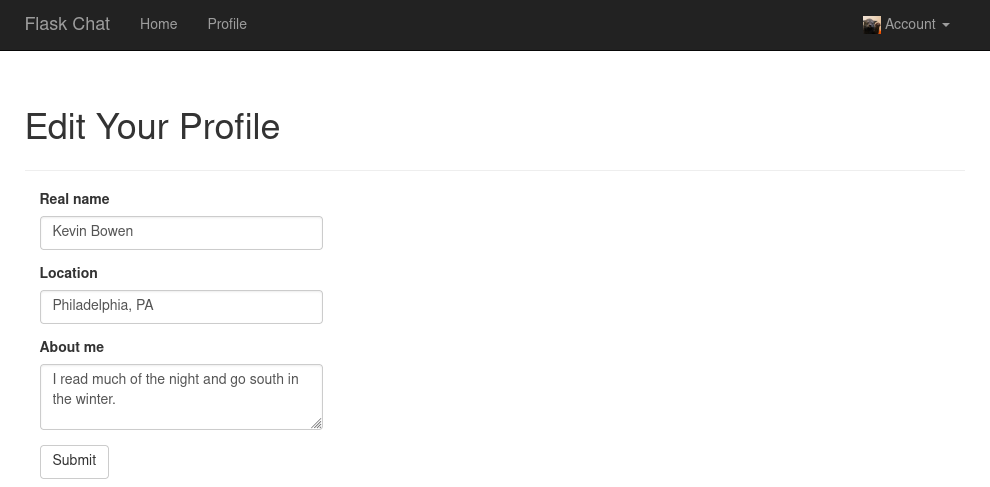 Flask Chat Home Profile Account
Edit Your Profile
Real name
Kevin Bowen
Location
Philadelphia, PA
About me
I read much of the night and go south in
the winter.
Submit